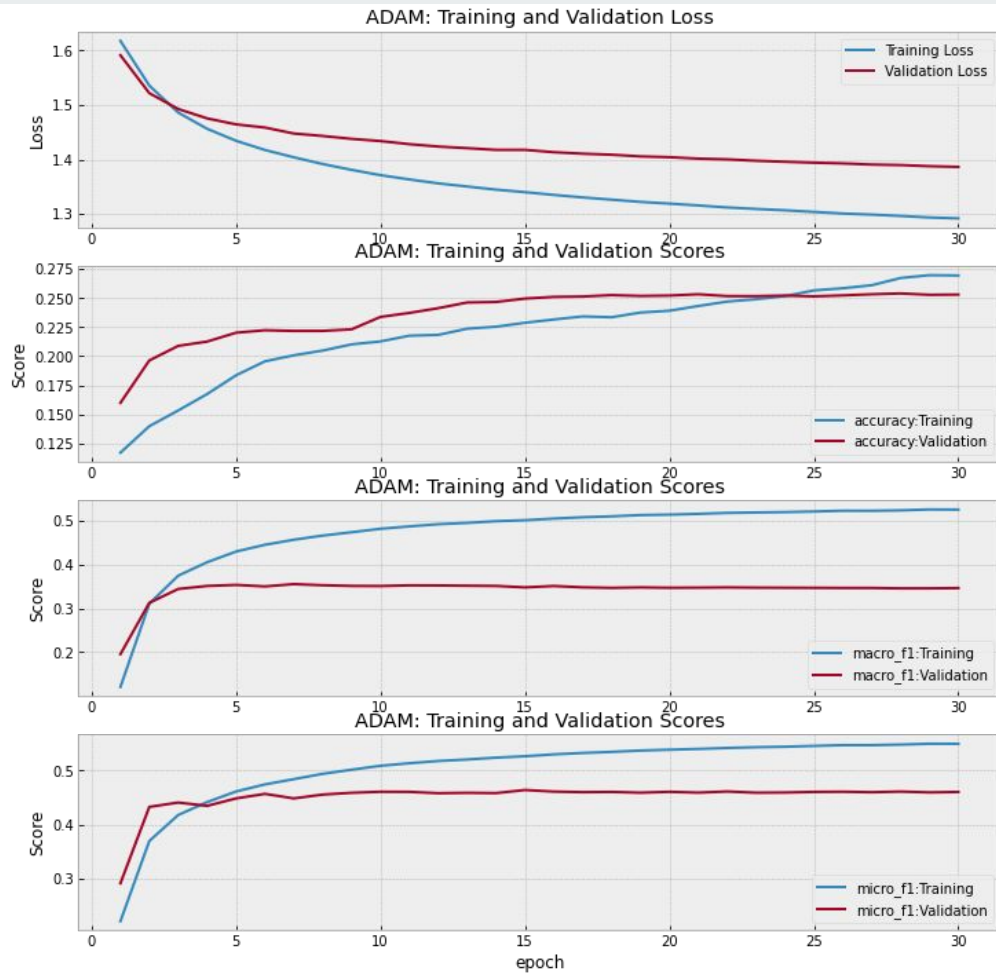 ADAM: Training and Validation Loss
1.6
1.5
1.4
1.3
Loss
Training Loss
Validation Loss
0 5 10 15 20 25 30
ADAM: Training and Validation Scores
0.275
0.250
0.225
0.200
0.175
0.150
0.125
Score
accuracy:Training
accuracy:Validation
0 5 10 15 20 25 30
ADAM: Training and Validation Scores
0.5
0.4
0.3
0.2
Score
macro_f1:Training
macro_f1:Validation
0 5 10 15 20 25 30
ADAM: Training and Validation Scores
0.5
0.4
0.3
Score
micro_f1:Training
micro_f1:Validation
0 5 10 15 20 25 30
epoch